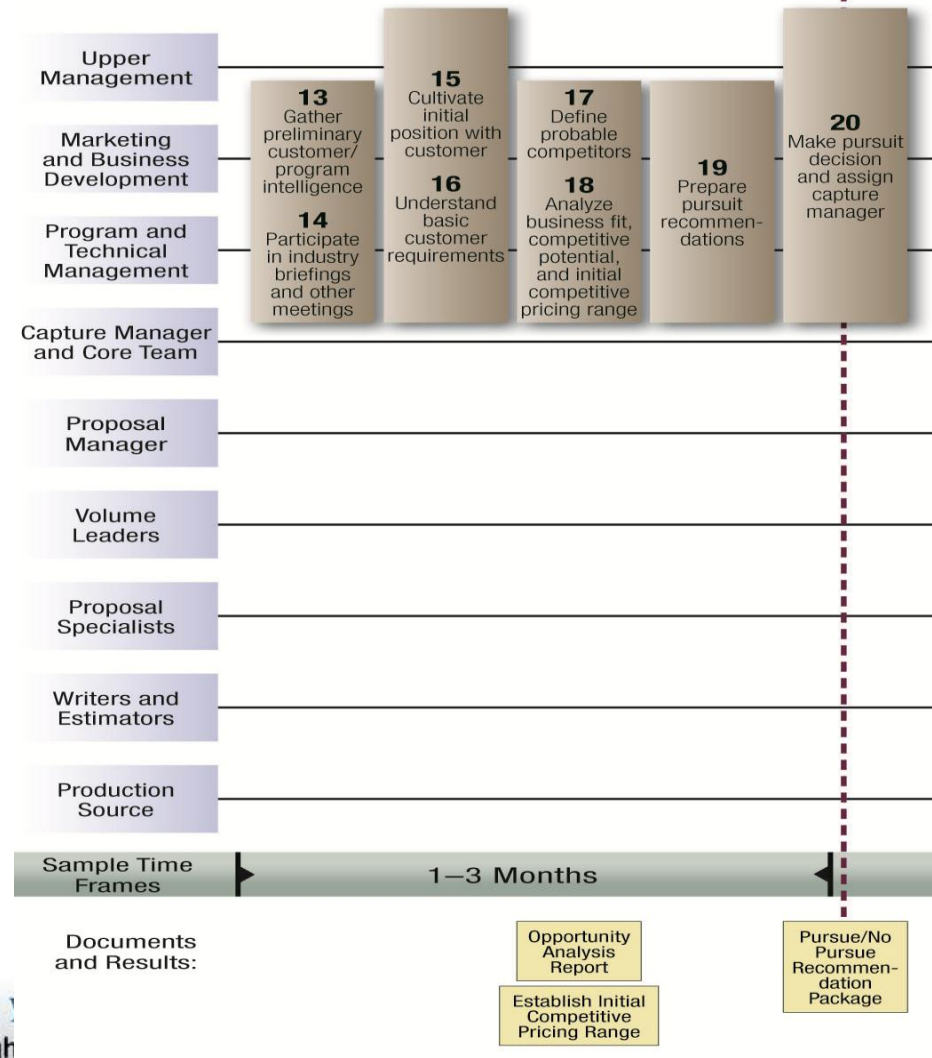 Upper
Management
Marketing
and Business
Development
Program and
Technical
Management
Capture Manager
and Core Team
Proposal
Manager
Volume
Leaders
Proposal
Specialists
Writers and
Estimators
Production
Source
13
Gather
preliminary
customer/
program
intelligence
14
Participate
in industry
briefings
and other
meetings
15
Cultivate
initial
position with
customer
16
Understand
basic
customer
requirements
17
Define
probable
competitors
18
Analyze
business fit,
competitive
potential,
and initial
competitive
pricing range
19
Prepare
pursuit
recommen-
dations
20
Make pursuit
decision
and assign
capture
manager
Sample Time
Frames
1–3 Months
Documents
and Results:
Opportunity
Analysis
Report
Establish Initial
Competitive
Pricing Range
Pursue/No
Pursue
Recommen-
dation
Package